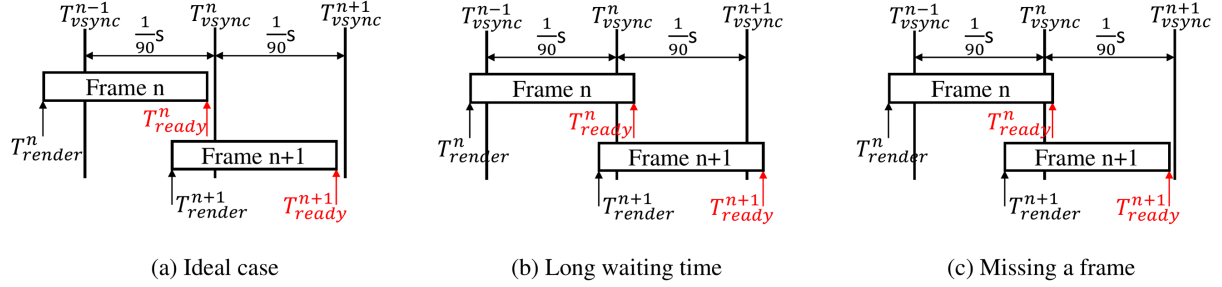 T^{n-1}_{vsync} T^{n}_{vsync} T^{n+1}_{vsync}
1/90 s 1/90 s
Frame n
T^{n}_{ready}
T^{n}_{render}
Frame n+1
T^{n+1}_{render}
T^{n+1}_{ready}
(a) Ideal case
T^{n-1}_{vsync} T^{n}_{vsync} T^{n+1}_{vsync}
1/90 s 1/90 s
Frame n
T^{n}_{ready}
T^{n}_{render}
Frame n+1
T^{n+1}_{render}
T^{n+1}_{ready}
(b) Long waiting time
T^{n-1}_{vsync} T^{n}_{vsync} T^{n+1}_{vsync}
1/90 s 1/90 s
Frame n
T^{n}_{ready}
T^{n}_{render}
Frame n+1
T^{n+1}_{render}
T^{n+1}_{ready}
(c) Missing a frame